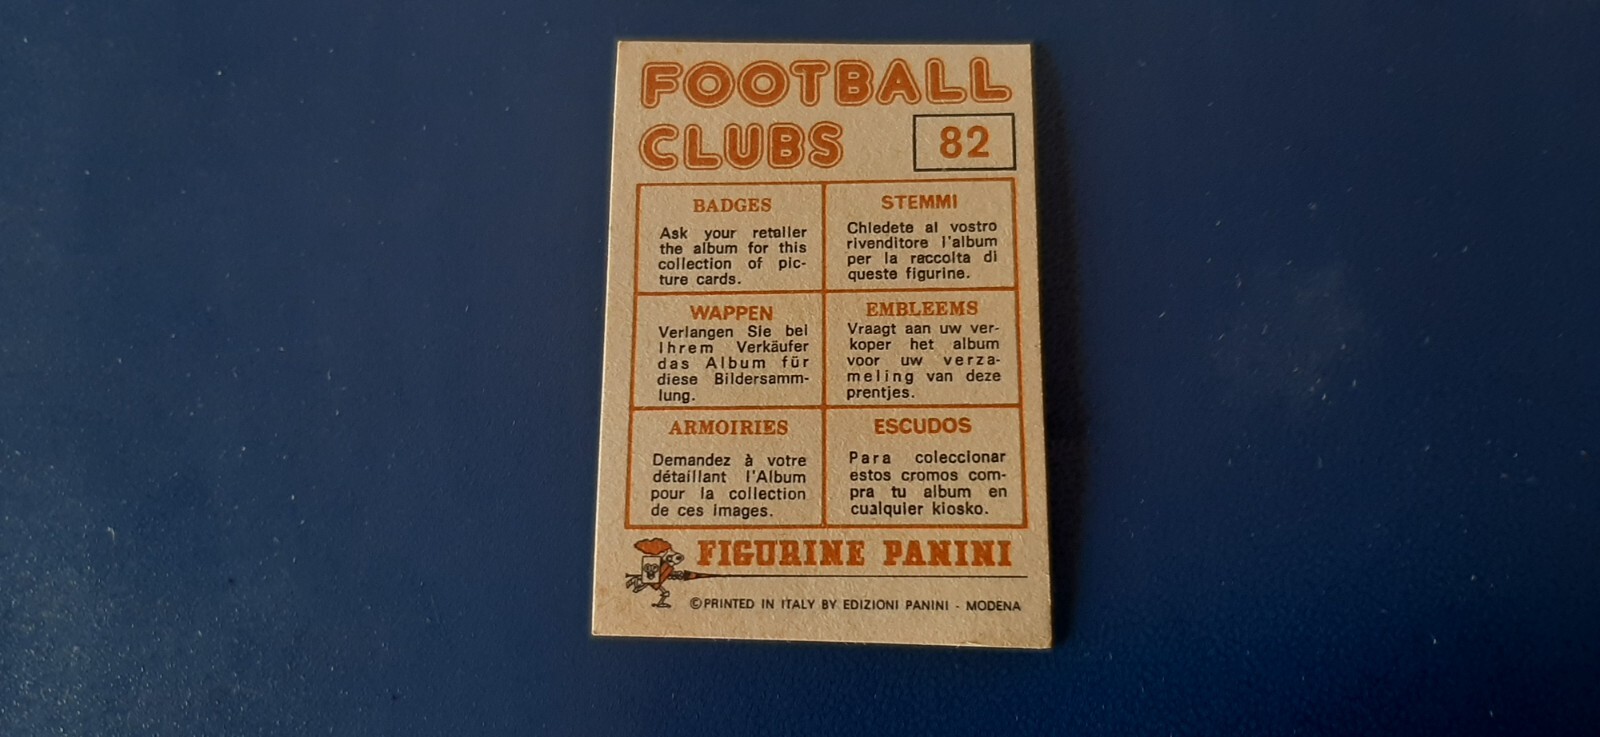 FOOTBALL
CLUBS
82
BADGES
Ask your retailer
the album for this
collection of pic-
ture cards.
STEMMI
Chiedete al vostro
rivenditore l'album
per la raccolta di
queste figurine.
WAPPEN
Verlangen Sie bei
Ihrem Verkäufer
das Album für
diese Bildersamm-
lung.
EMBLEEMS
Vraagt aan uw ver-
koper het album
voor uw verza-
meling van deze
prentjes.
ARMOIRIES
Demandez à votre
détaillant l'Album
pour la collection
de ces images.
ESCUDOS
Para coleccionar
estos cromos com-
pra tu album en
cualquier kiosko.
FIGURINE PANINI
©PRINTED IN ITALY BY EDIZIONI PANINI - MODENA